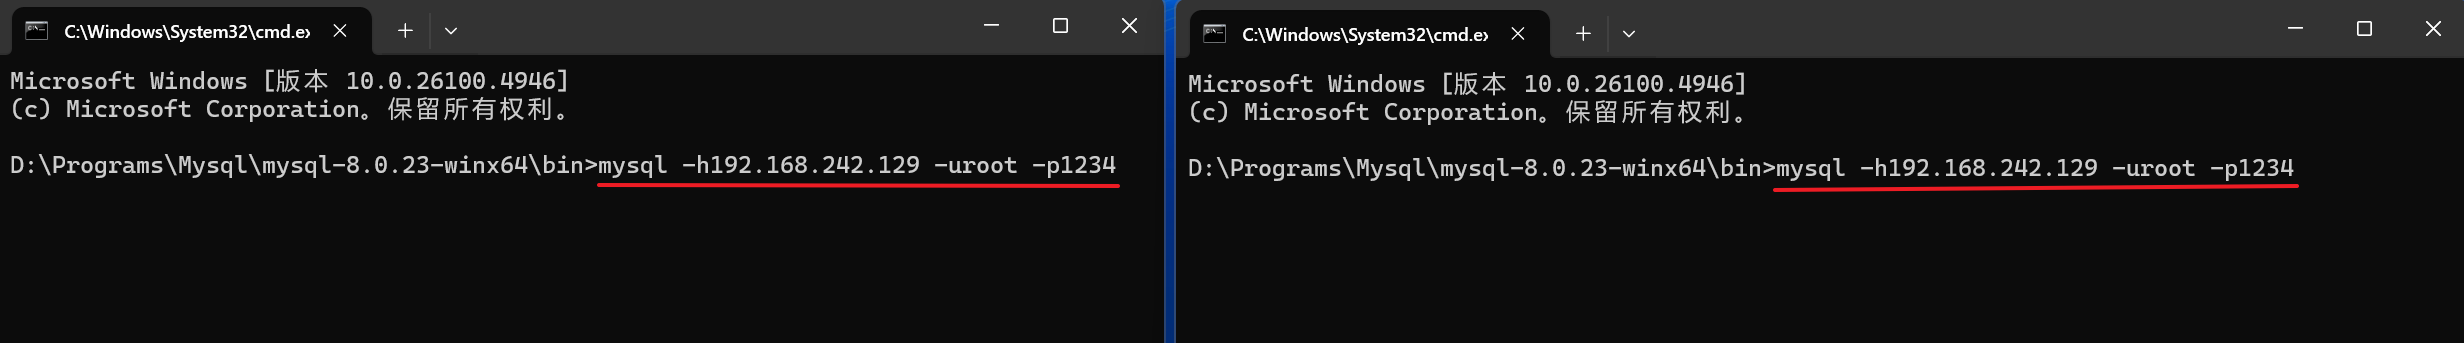 C:\Windows\System32\cmd.ex
Microsoft Windows [版本 10.0.26100.4946]
(c) Microsoft Corporation。保留所有权利。
D:\Programs\Mysql\mysql-8.0.23-winx64\bin>mysql -h192.168.242.129 -uroot -p1234
C:\Windows\System32\cmd.ex
Microsoft Windows [版本 10.0.26100.4946]
(c) Microsoft Corporation。保留所有权利。
D:\Programs\Mysql\mysql-8.0.23-winx64\bin>mysql -h192.168.242.129 -uroot -p1234